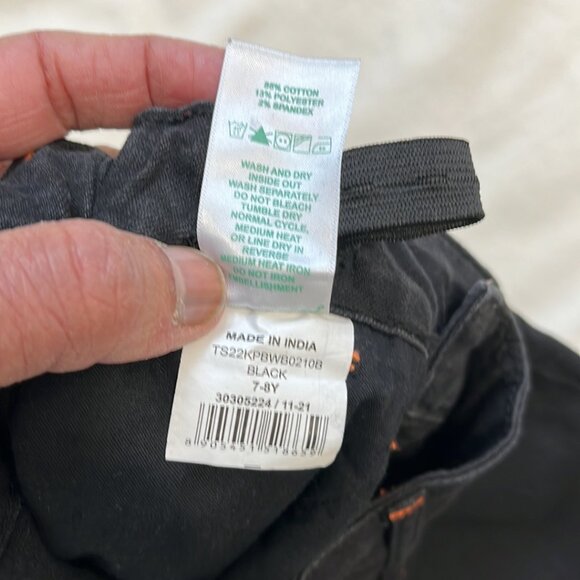 COTTON
13% POLYESTER
2% SPANDEX
WASH AND DRY
INSIDE OUT
WASH SEPARATELY
DO NOT BLEACH
TUMBLE DRY
NORMAL CYCLE,
MEDIUM HEAT
OR LINE DRY IN
REVERSE
MEDIUM HEAT IRON
DO NOT IRON
EMBELLISHMENT
MADE IN INDIA
TS22KPBWB0210B
BLACK
7-8Y
30305224 / 11-21